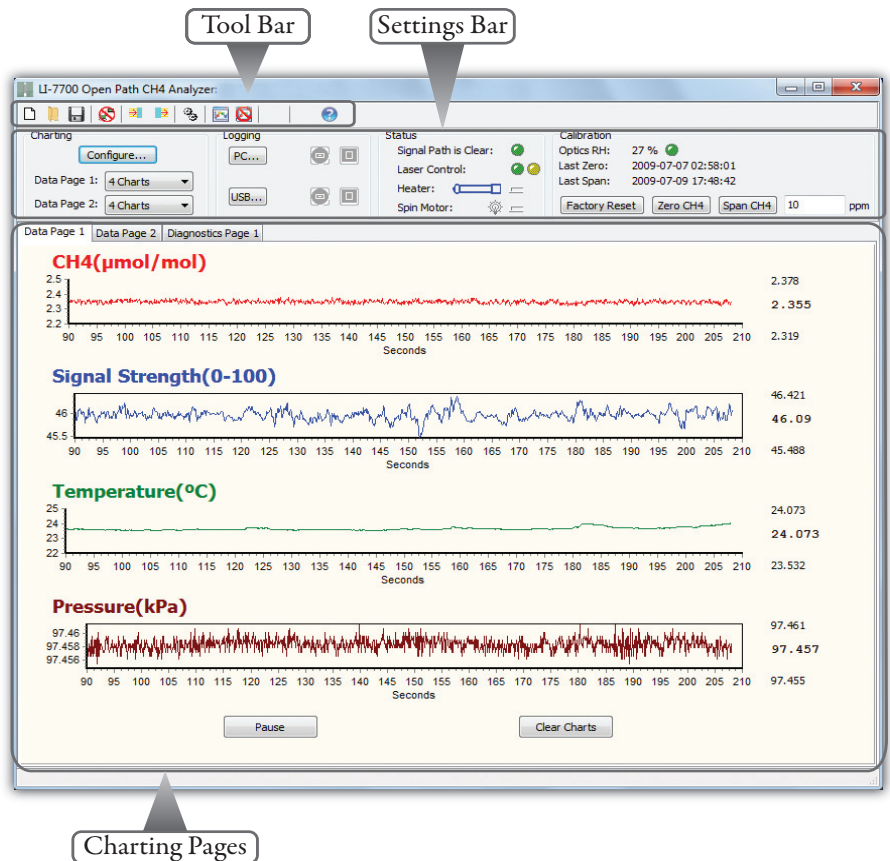 Tool Bar
Settings Bar
LI-7700 Open Path CH4 Analyzer:
Charting
Configure...
Data Page 1: 4 Charts
Data Page 2: 4 Charts
Logging
PC...
USB...
Status
Signal Path is Clear:
Laser Control:
Heater:
Spin Motor:
Calibration
Optics RH: 27 %
Last Zero: 2009-07-07 02:58:01
Last Span: 2009-07-09 17:48:42
Factory Reset Zero CH4 Span CH4 10 ppm
Data Page 1 Data Page 2 Diagnostics Page 1
CH4(µmol/mol)
2.5
2.4
2.3
2.2
90 95 100 105 110 115 120 125 130 135 140 145 150 155 160 165 170 175 180 185 190 195 200 205 210
Seconds
2.378
2.355
2.319
Signal Strength(0-100)
46
45.5
90 95 100 105 110 115 120 125 130 135 140 145 150 155 160 165 170 175 180 185 190 195 200 205 210
Seconds
46.421
46.09
45.488
Temperature(ºC)
25
24
23
22
90 95 100 105 110 115 120 125 130 135 140 145 150 155 160 165 170 175 180 185 190 195 200 205 210
Seconds
24.073
24.073
23.532
Pressure(kPa)
97.46
97.458
97.456
90 95 100 105 110 115 120 125 130 135 140 145 150 155 160 165 170 175 180 185 190 195 200 205 210
Seconds
97.461
97.457
97.455
Pause
Clear Charts
Charting Pages